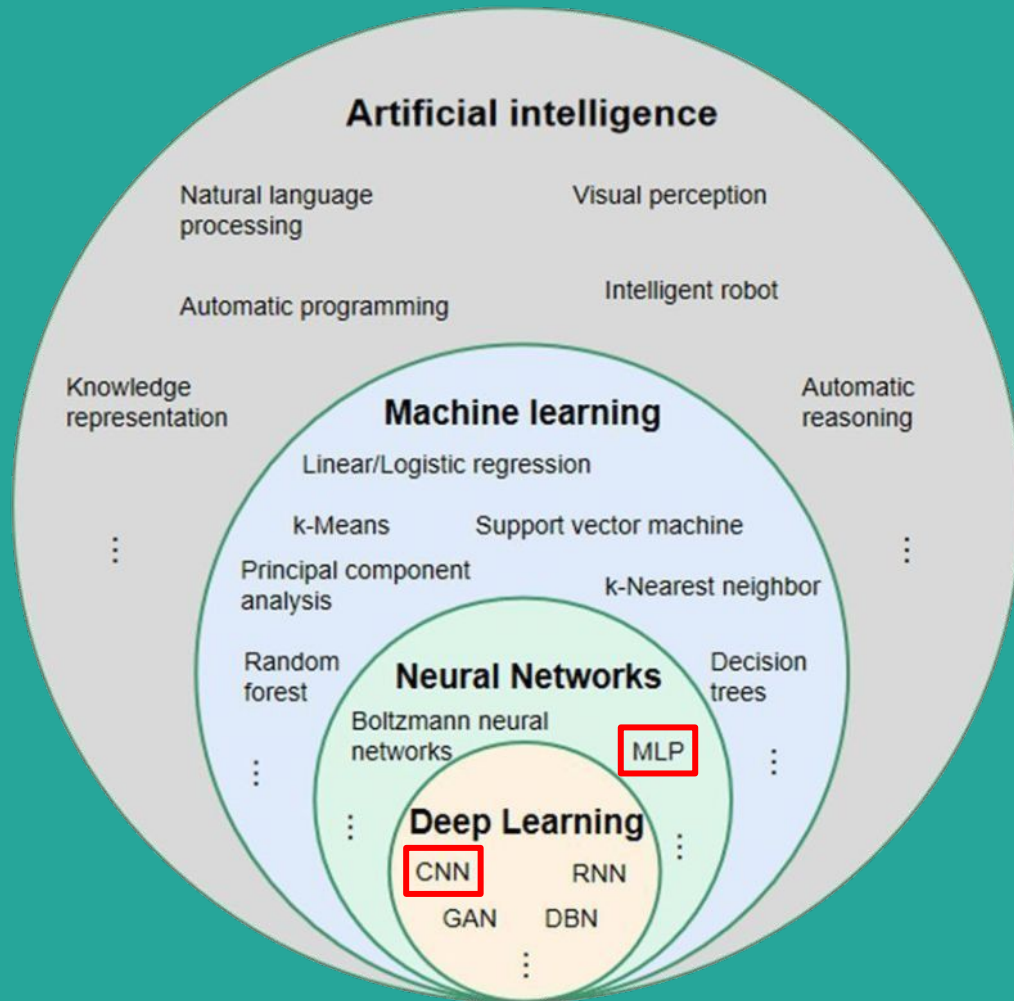 Artificial intelligence
Natural language
processing
Visual perception
Automatic programming
Intelligent robot
Knowledge
representation
Automatic
reasoning
Machine learning
Linear/Logistic regression
k-Means
Support vector machine
Principal component
analysis
k-Nearest neighbor
Random
forest
Decision
trees
Neural Networks
Boltzmann neural
networks
MLP
Deep Learning
CNN
RNN
GAN
DBN